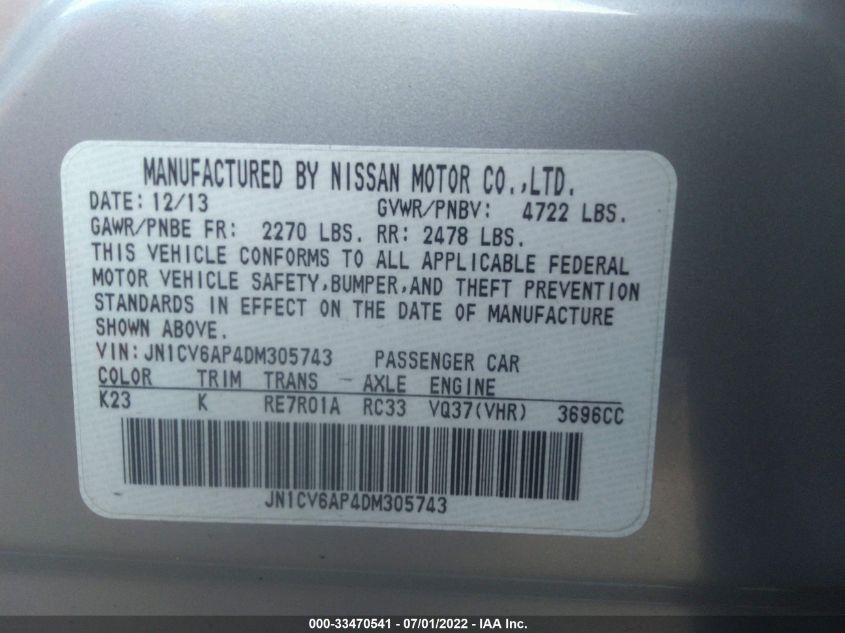 MANUFACTURED BY NISSAN MOTOR CO.,LTD.
DATE: 12/13 GVWR/PNBV: 4722 LBS.
GAWR/PNBE FR: 2270 LBS. RR: 2478 LBS.
THIS VEHICLE CONFORMS TO ALL APPLICABLE FEDERAL
MOTOR VEHICLE SAFETY,BUMPER,AND THEFT PREVENTION
STANDARDS IN EFFECT ON THE DATE OF MANUFACTURE
SHOWN ABOVE.
VIN: JN1CV6AP4DM305743 PASSENGER CAR
COLOR TRIM TRANS AXLE ENGINE
K23 K RE7R01A RC33 VQ37(VHR) 3696CC
JN1CV6AP4DM305743
000-33470541 - 07/01/2022 - IAA Inc.